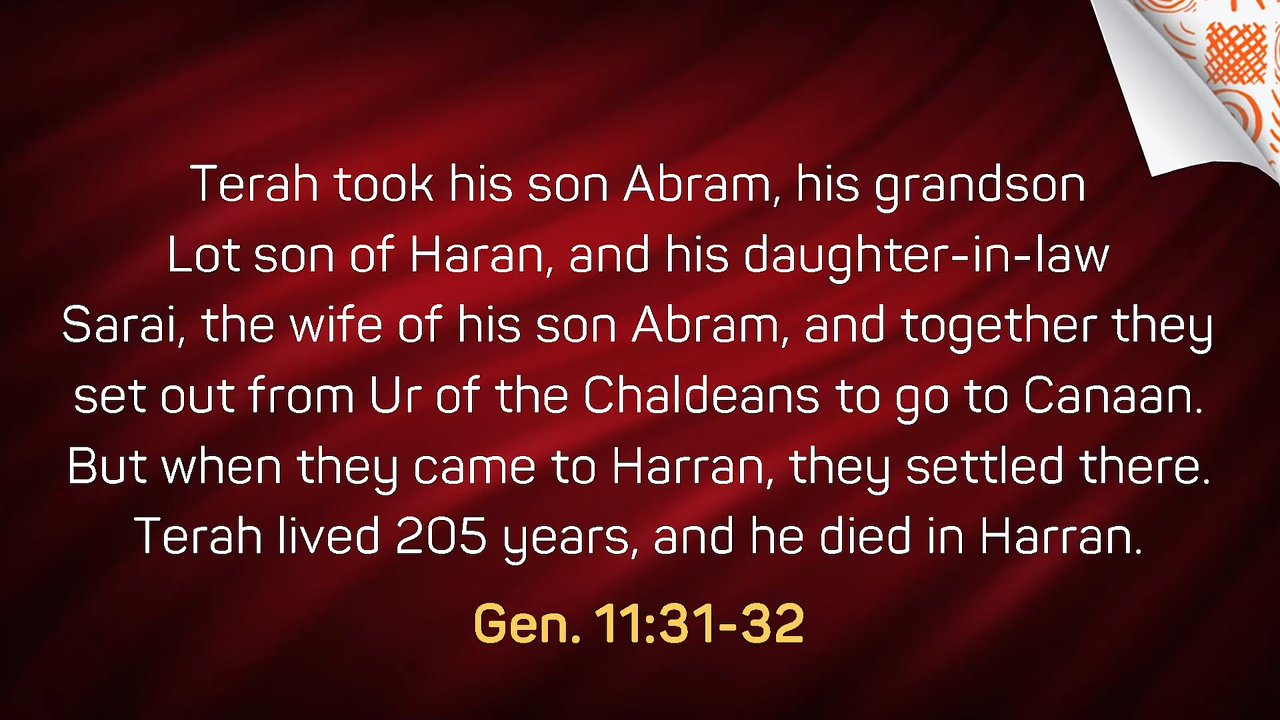 Terah took his son Abram, his grandson
Lot son of Haran, and his daughter-in-law
Sarai, the wife of his son Abram, and together they
set out from Ur of the Chaldeans to go to Canaan.
But when they came to Harran, they settled there.
Terah lived 205 years, and he died in Harran.
Gen. 11:31-32